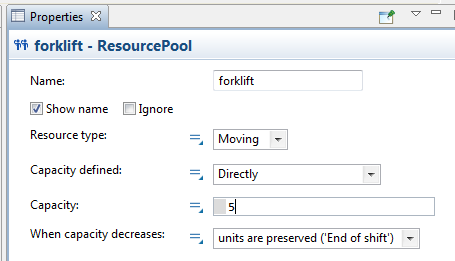 Properties
forklift - ResourcePool
Name: forklift
Show name Ignore
Resource type: Moving
Capacity defined: Directly
Capacity: 5
When capacity decreases: units are preserved ('End of shift')